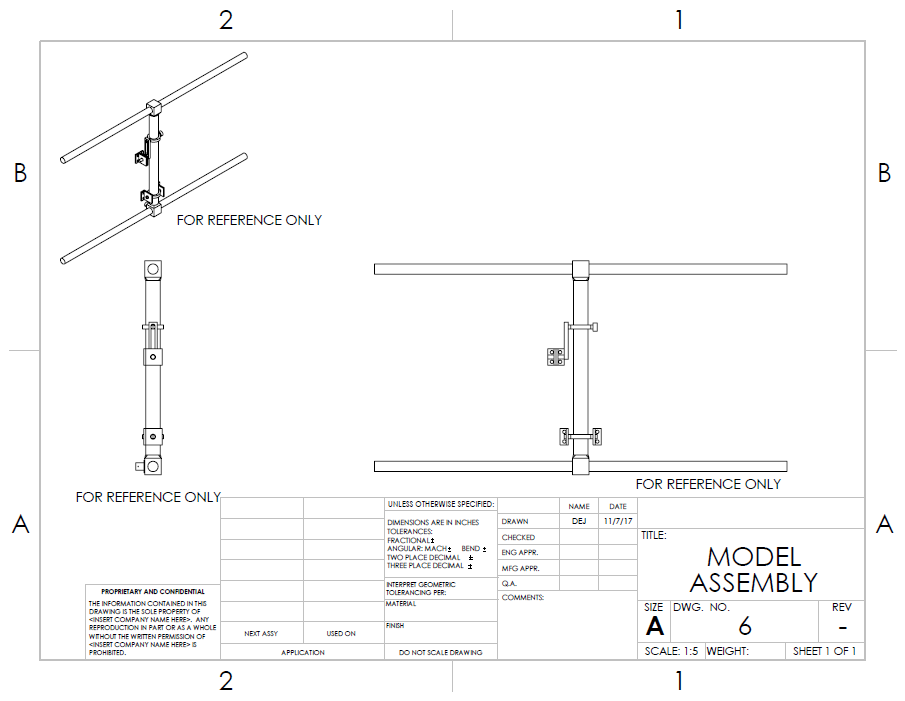 2 1
B B
FOR REFERENCE ONLY
FOR REFERENCE ONLY
FOR REFERENCE ONLY
A A
UNLESS OTHERWISE SPECIFIED:
DIMENSIONS ARE IN INCHES
TOLERANCES:
FRACTIONAL±
ANGULAR: MACH± BEND ±
TWO PLACE DECIMAL ±
THREE PLACE DECIMAL ±
INTERPRET GEOMETRIC
TOLERANCING PER:
MATERIAL
FINISH
DO NOT SCALE DRAWING
NAME DATE
DRAWN DEJ 11/7/17
CHECKED
ENG APPR.
MFG APPR.
Q.A.
COMMENTS:
TITLE:
MODEL
ASSEMBLY
SIZE DWG. NO. REV
A 6 -
SCALE: 1:5 WEIGHT: SHEET 1 OF 1
PROPRIETARY AND CONFIDENTIAL
THE INFORMATION CONTAINED IN THIS
DRAWING IS THE SOLE PROPERTY OF
<INSERT COMPANY NAME HERE>. ANY
REPRODUCTION IN PART OR AS A WHOLE
WITHOUT THE WRITTEN PERMISSION OF
<INSERT COMPANY NAME HERE> IS
PROHIBITED.
NEXT ASSY USED ON
APPLICATION
2 1